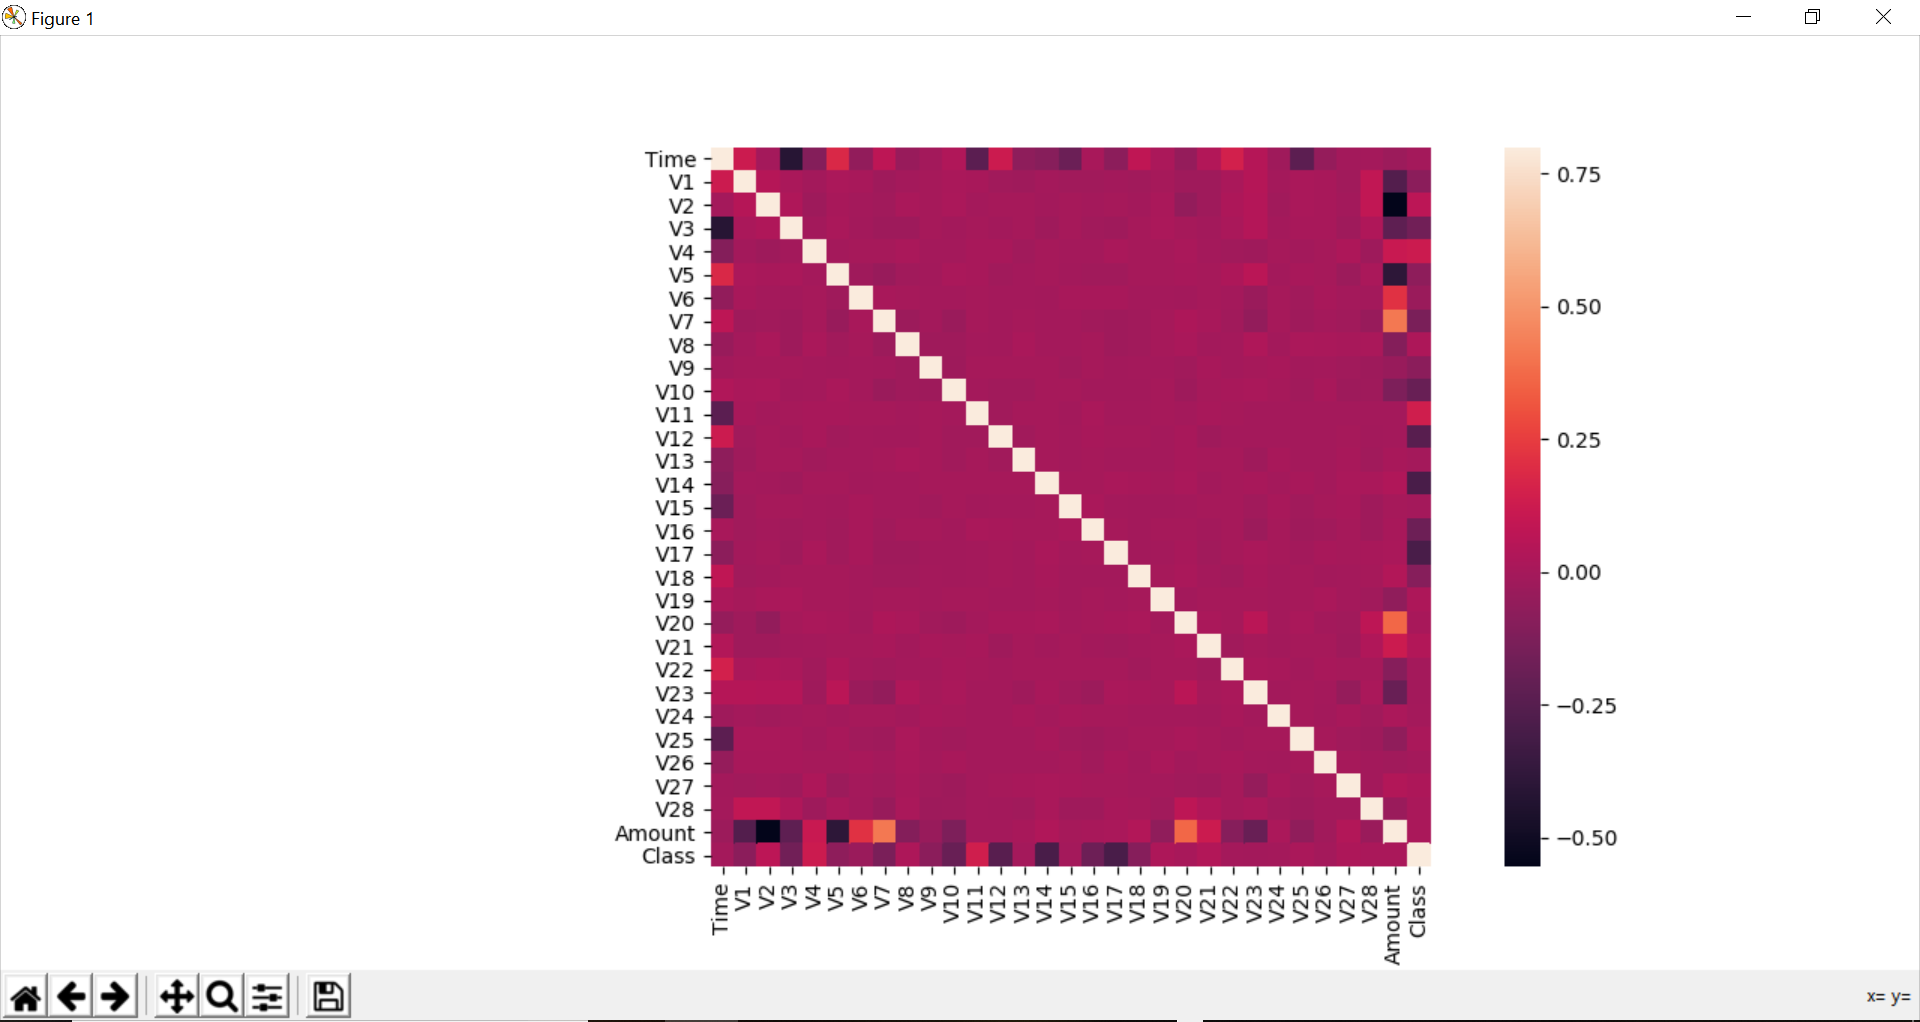 Figure 1
Time
V1
V2
V3
V4
V5
V6
V7
V8
V9
V10
V11
V12
V13
V14
V15
V16
V17
V18
V19
V20
V21
V22
V23
V24
V25
V26
V27
V28
Amount
Class
Time V1 V2 V3 V4 V5 V6 V7 V8 V9 V10 V11 V12 V13 V14 V15 V16 V17 V18 V19 V20 V21 V22 V23 V24 V25 V26 V27 V28 Amount Class
0.75
0.50
0.25
0.00
−0.25
−0.50
x= y=